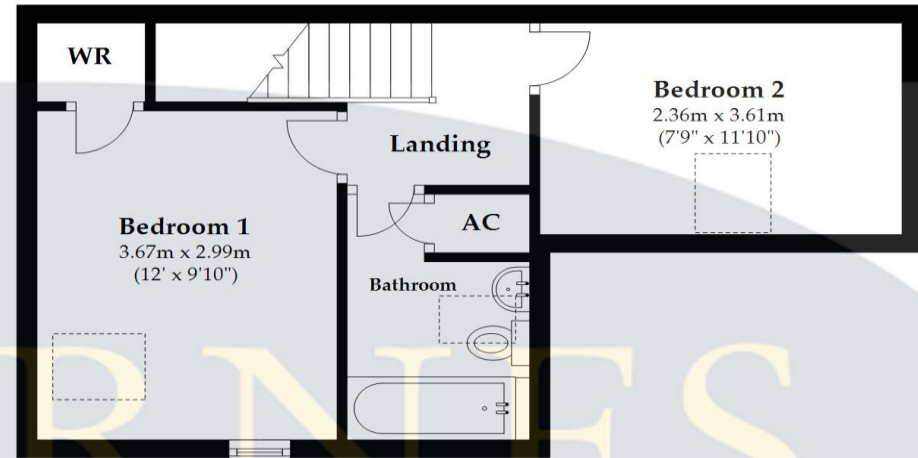 WR
Bedroom 2
2.36m x 3.61m
(7'9" x 11'10")
Landing
AC
Bedroom 1
3.67m x 2.99m
(12' x 9'10")
Bathroom
RNES